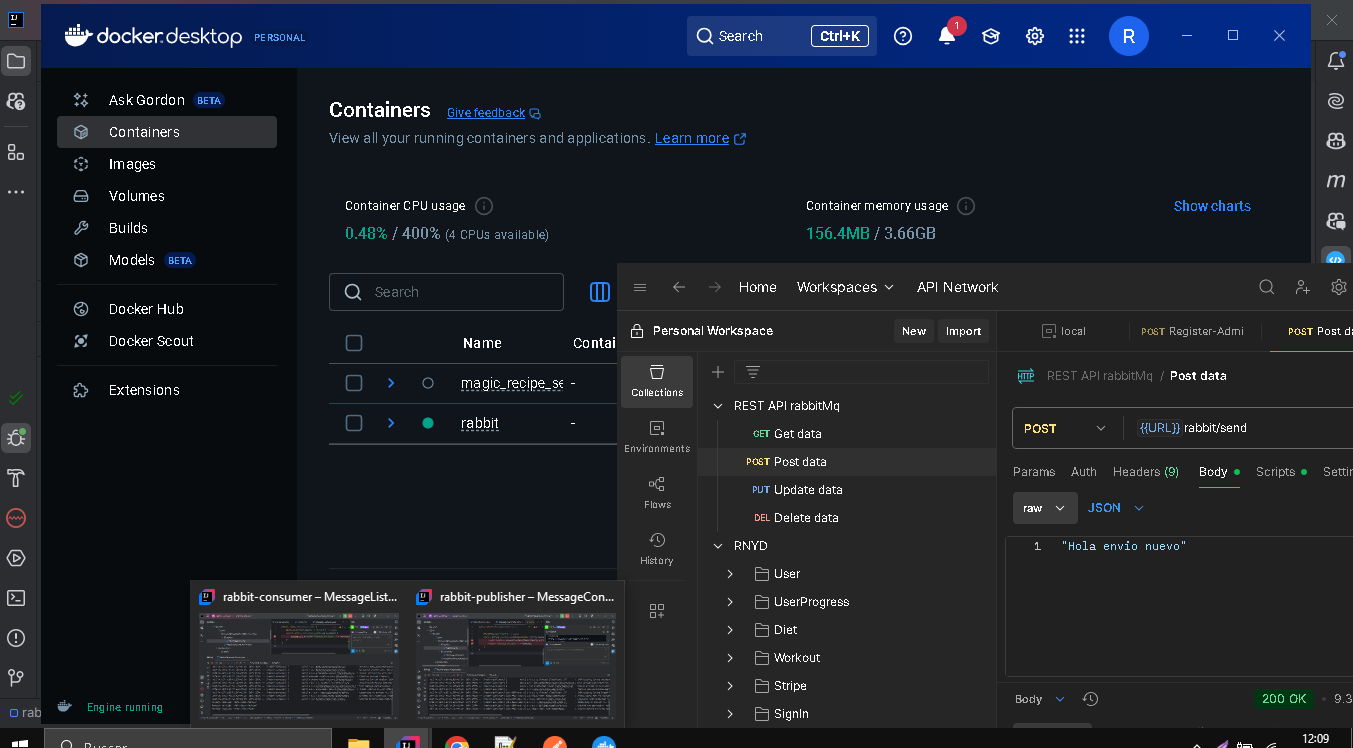 docker.desktop PERSONAL
Search Ctrl+K
1
R
Ask Gordon BETA
Containers
Images
Volumes
Builds
Models BETA
Docker Hub
Docker Scout
Extensions
Containers Give feedback
View all your running containers and applications. Learn more
Container CPU usage
0.48% / 400% (4 CPUs available)
Container memory usage
156.4MB / 3.66GB
Show charts
Search
Name Contai
magic_recipe_se -
rabbit -
Home Workspaces API Network
Personal Workspace New Import
Collections
Environments
Flows
History
REST API rabbitMq
GET Get data
POST Post data
PUT Update data
DEL Delete data
RNYD
User
UserProgress
Diet
Workout
Stripe
SignIn
local POST Register-Admi POST Post da
HTTP REST API rabbitMq / Post data
POST {{URL}} rabbit/send
Params Auth Headers (9) Body Scripts Settin
raw JSON
1 "Hola envio nuevo"
Body 200 OK 9.3
rabbit-consumer – MessageList...
rabbit-publisher – MessageCon...
Engine running
rab
Buscar
12:09